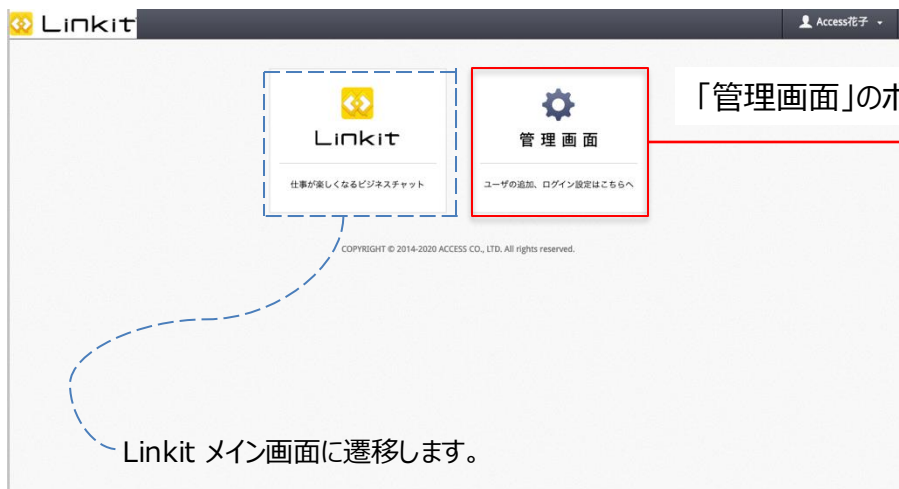 Linkit
Access花子
Linkit
仕事が楽しくなるビジネスチャット
管理画面
ユーザの追加、ログイン設定はこちらへ
「管理画面」の
COPYRIGHT © 2014-2020 ACCESS CO., LTD. All rights reserved.
Linkit メイン画面に遷移します。